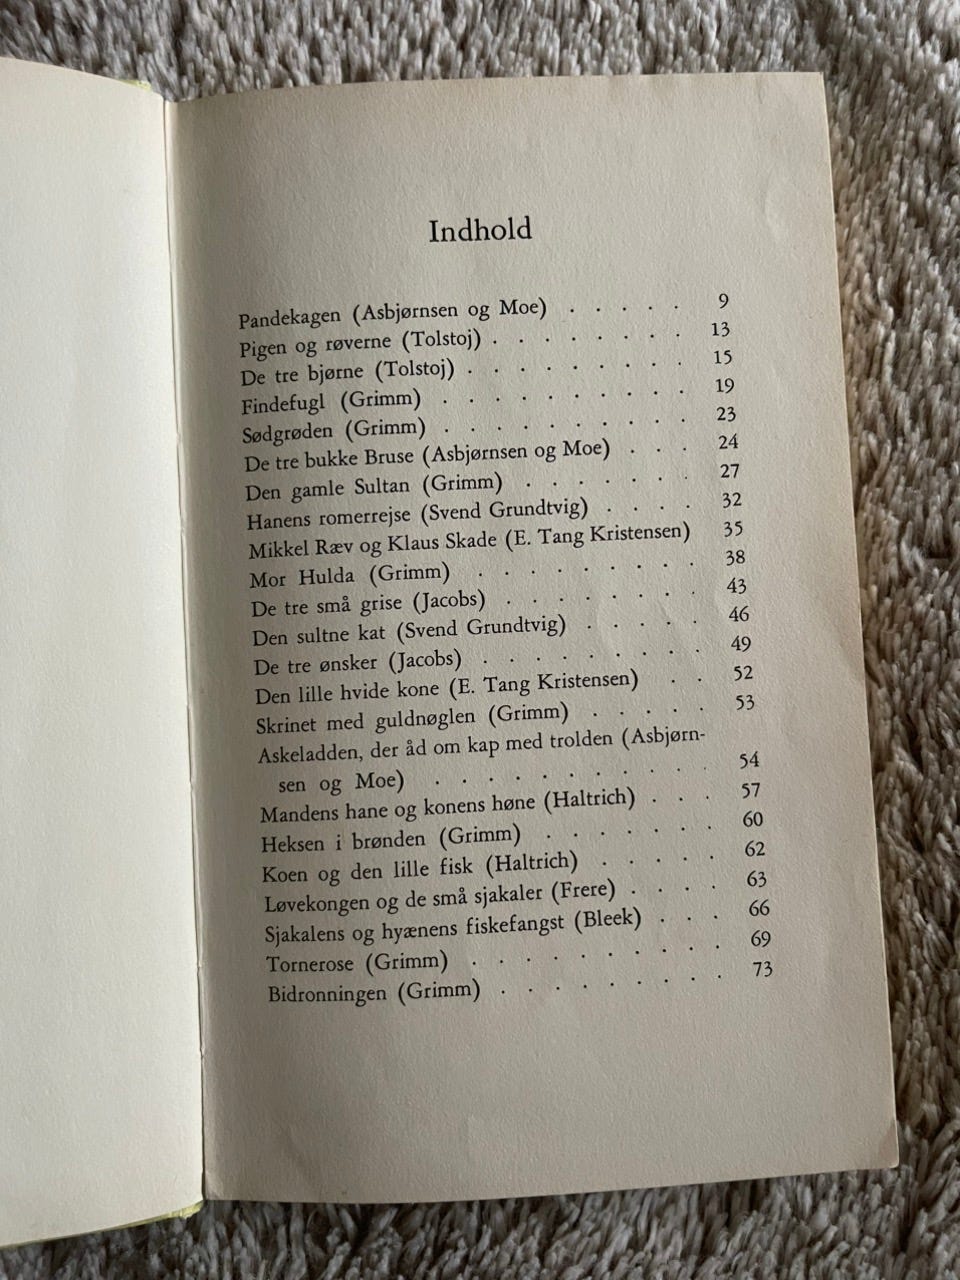 Indhold
Pandekagen (Asbjørnsen og Moe) . . . . . 9
Pigen og røverne (Tolstoj) . . . . . . . . 13
De tre bjørne (Tolstoj) . . . . . . . . . 15
Findefugl (Grimm) . . . . . . . . . . 19
Sødgrøden (Grimm) . . . . . . . . . . 23
De tre bukke Bruse (Asbjørnsen og Moe) . . . 24
Den gamle Sultan (Grimm) . . . . . . . 27
Hanens romerrejse (Svend Grundtvig) . . . . 32
Mikkel Ræv og Klaus Skade (E. Tang Kristensen) 35
Mor Hulda (Grimm) . . . . . . . . . 38
De tre små grise (Jacobs) . . . . . . . . 43
Den sultne kat (Svend Grundtvig) . . . . . 46
De tre ønsker (Jacobs) . . . . . . . . . 49
Den lille hvide kone (E. Tang Kristensen) . . 52
Skrinet med guldnøglen (Grimm) . . . . . 53
Askeladden, der åd om kap med trolden (Asbjørn-
sen og Moe) . . . . . . . . . . . 54
Mandens hane og konens høne (Haltrich) . . . 57
Heksen i brønden (Grimm) . . . . . . . 60
Koen og den lille fisk (Haltrich) . . . . . 62
Løvekongen og de små sjakaler (Frere) . . . . 63
Sjakalens og hyænens fiskefangst (Bleek) . . . 66
Tornerose (Grimm) . . . . . . . . . . 69
Bidronningen (Grimm) . . . . . . . . . 73